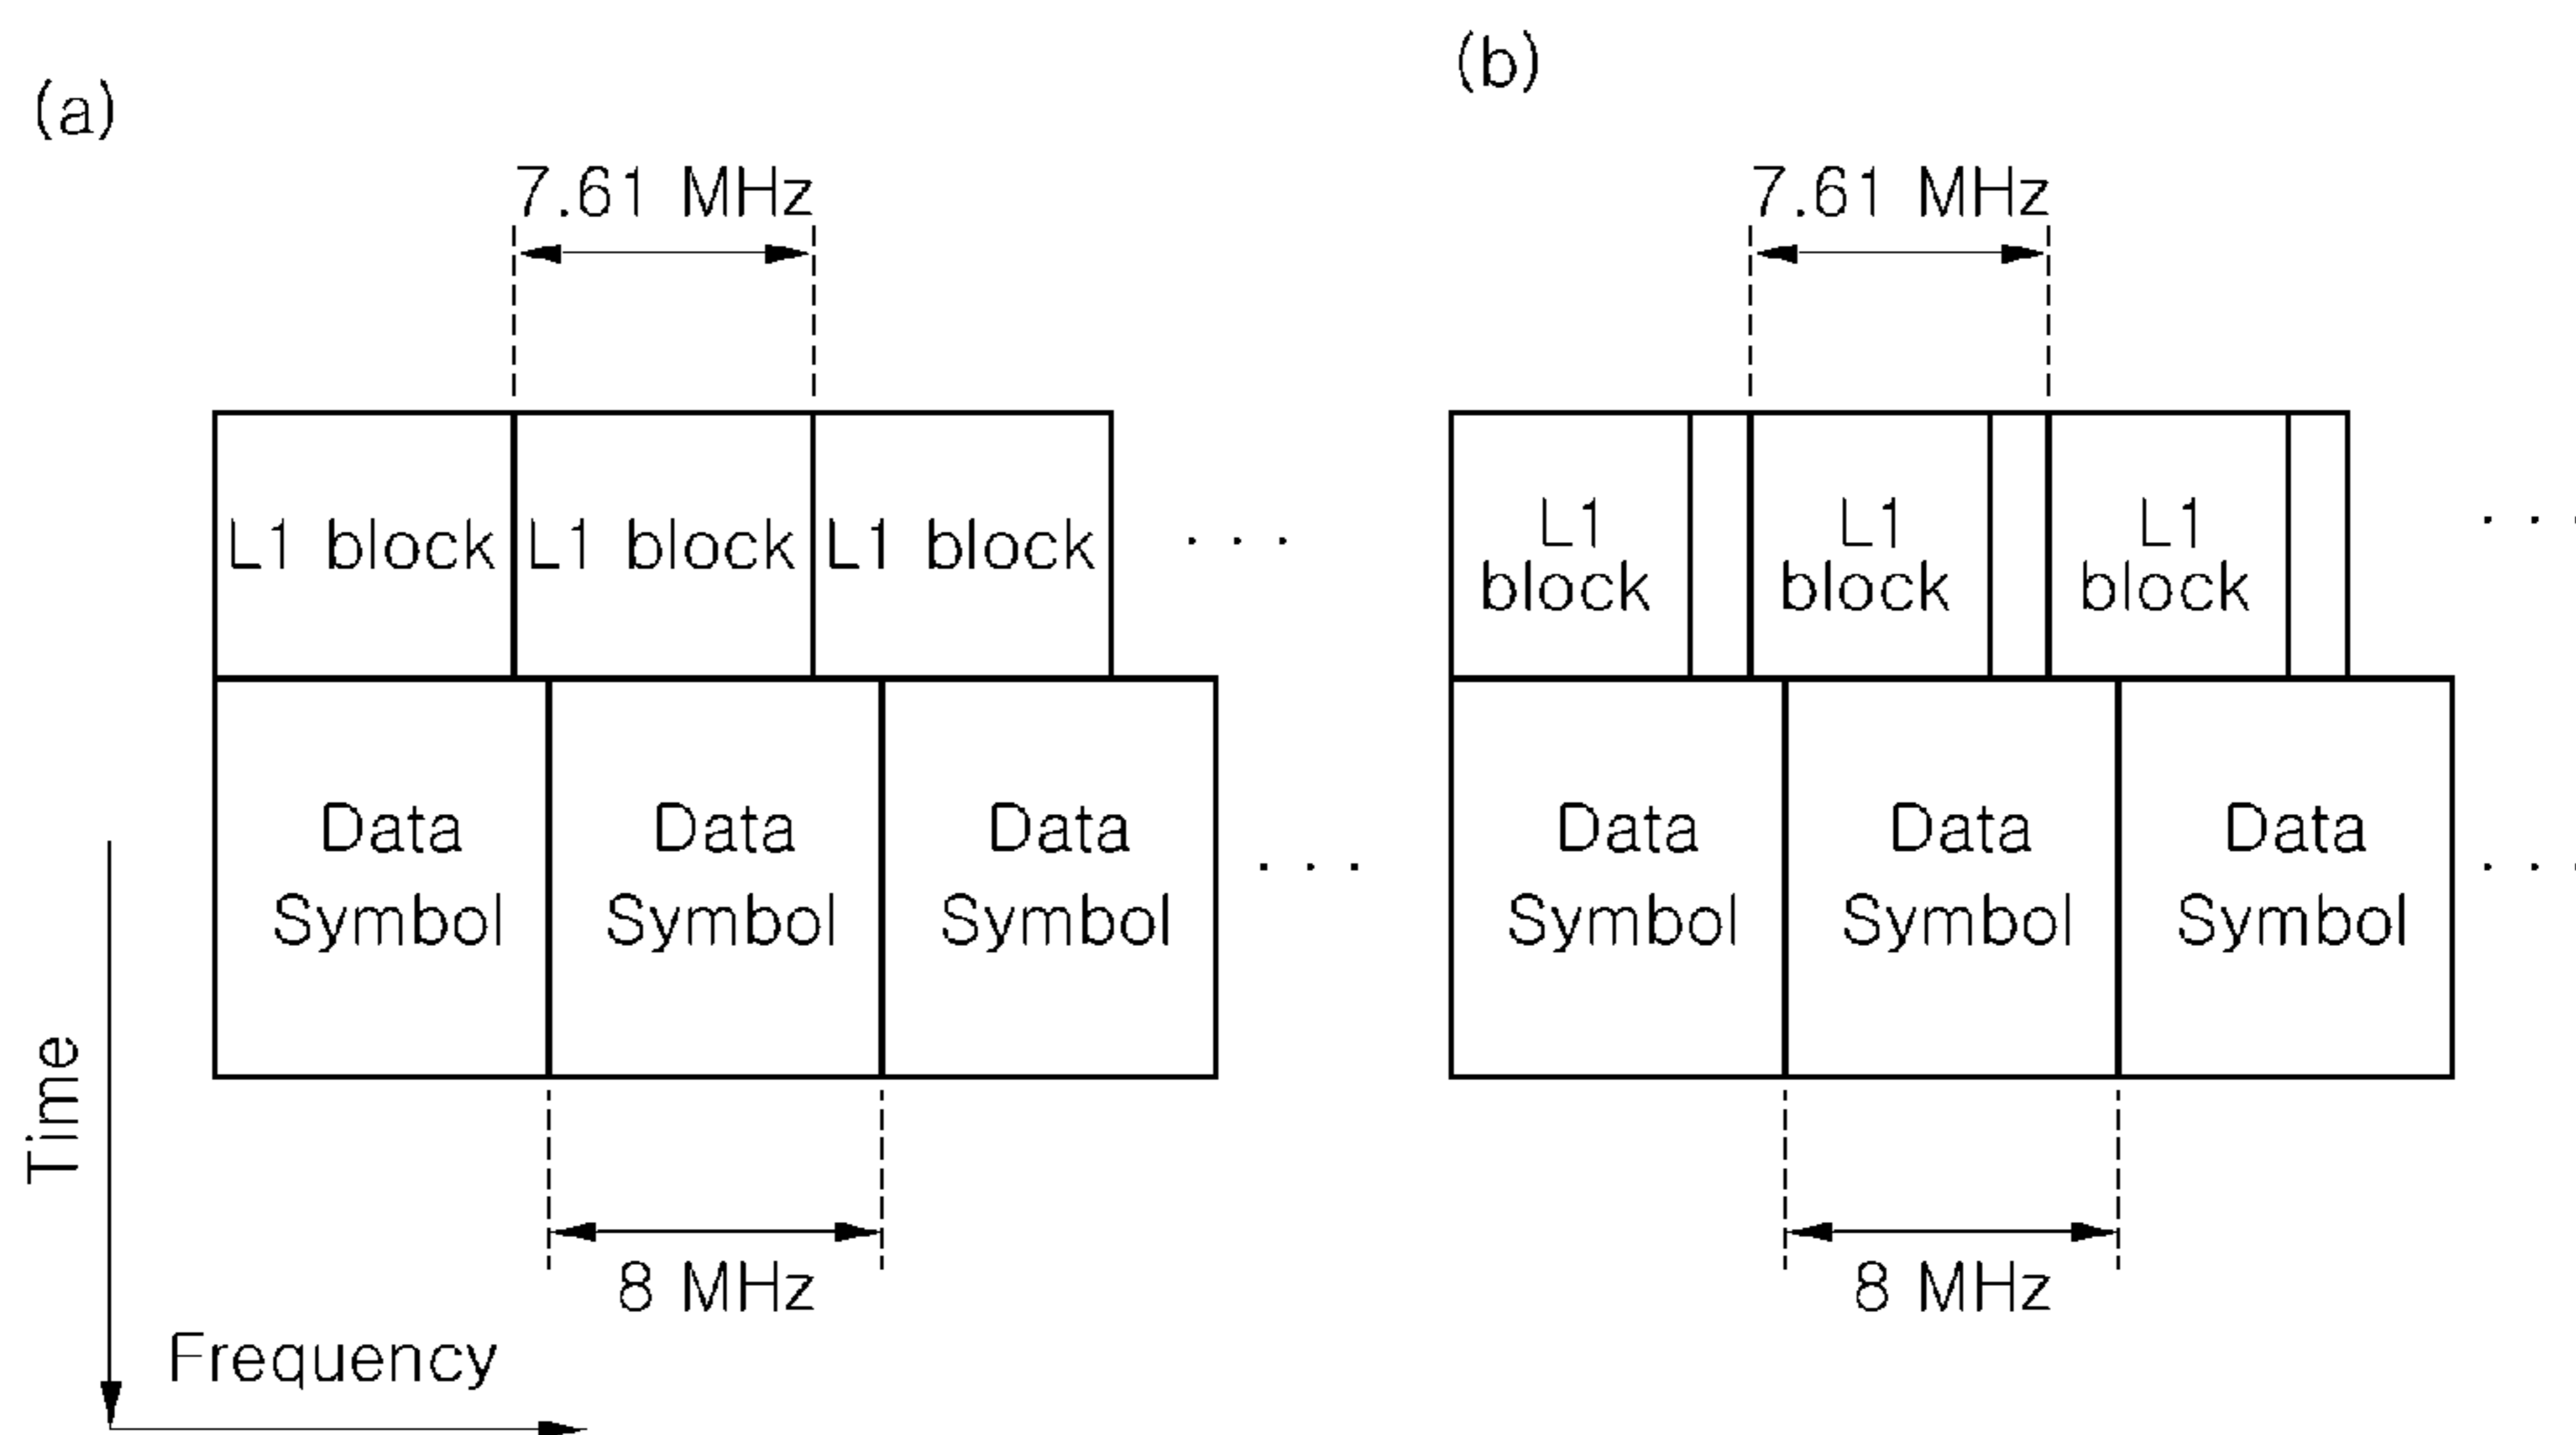 (a)
7.61 MHz
L1 block L1 block L1 block . . .
Data Symbol
Data Symbol
Data Symbol
. . .
8 MHz
Time
Frequency
(b)
7.61 MHz
L1 block
L1 block
L1 block
. . .
Data Symbol
Data Symbol
Data Symbol
. . .
8 MHz